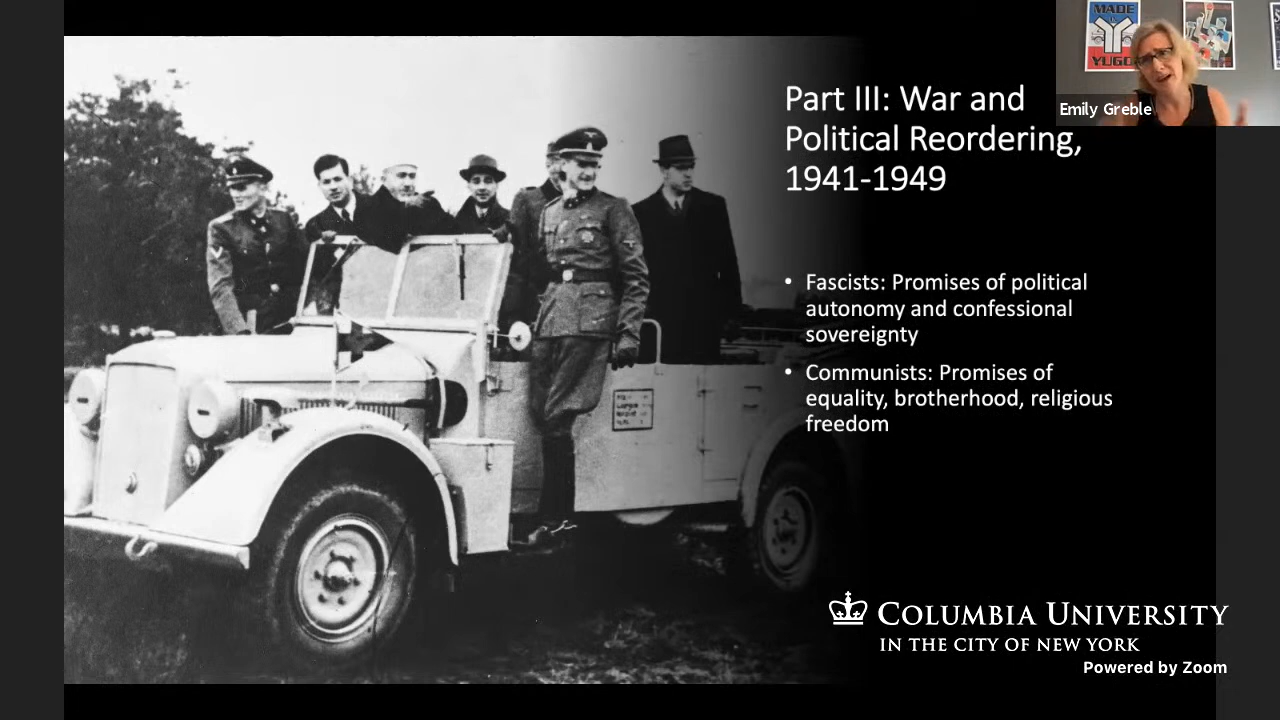 MADE
YUGO
Emily Greble
Part III: War and
Political Reordering,
1941-1949
• Fascists: Promises of political
autonomy and confessional
sovereignty
• Communists: Promises of
equality, brotherhood, religious
freedom
COLUMBIA UNIVERSITY
IN THE CITY OF NEW YORK
Powered by Zoom